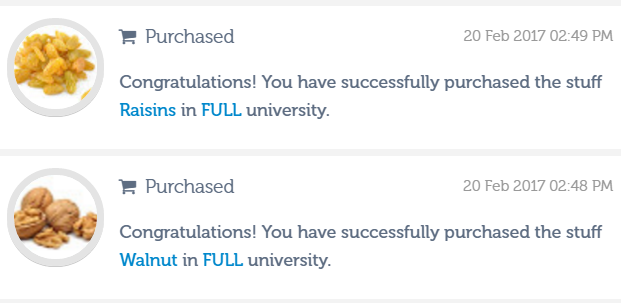 Purchased 20 Feb 2017 02:49 PM
Congratulations! You have successfully purchased the stuff
Raisins in FULL university.
Purchased 20 Feb 2017 02:48 PM
Congratulations! You have successfully purchased the stuff
Walnut in FULL university.